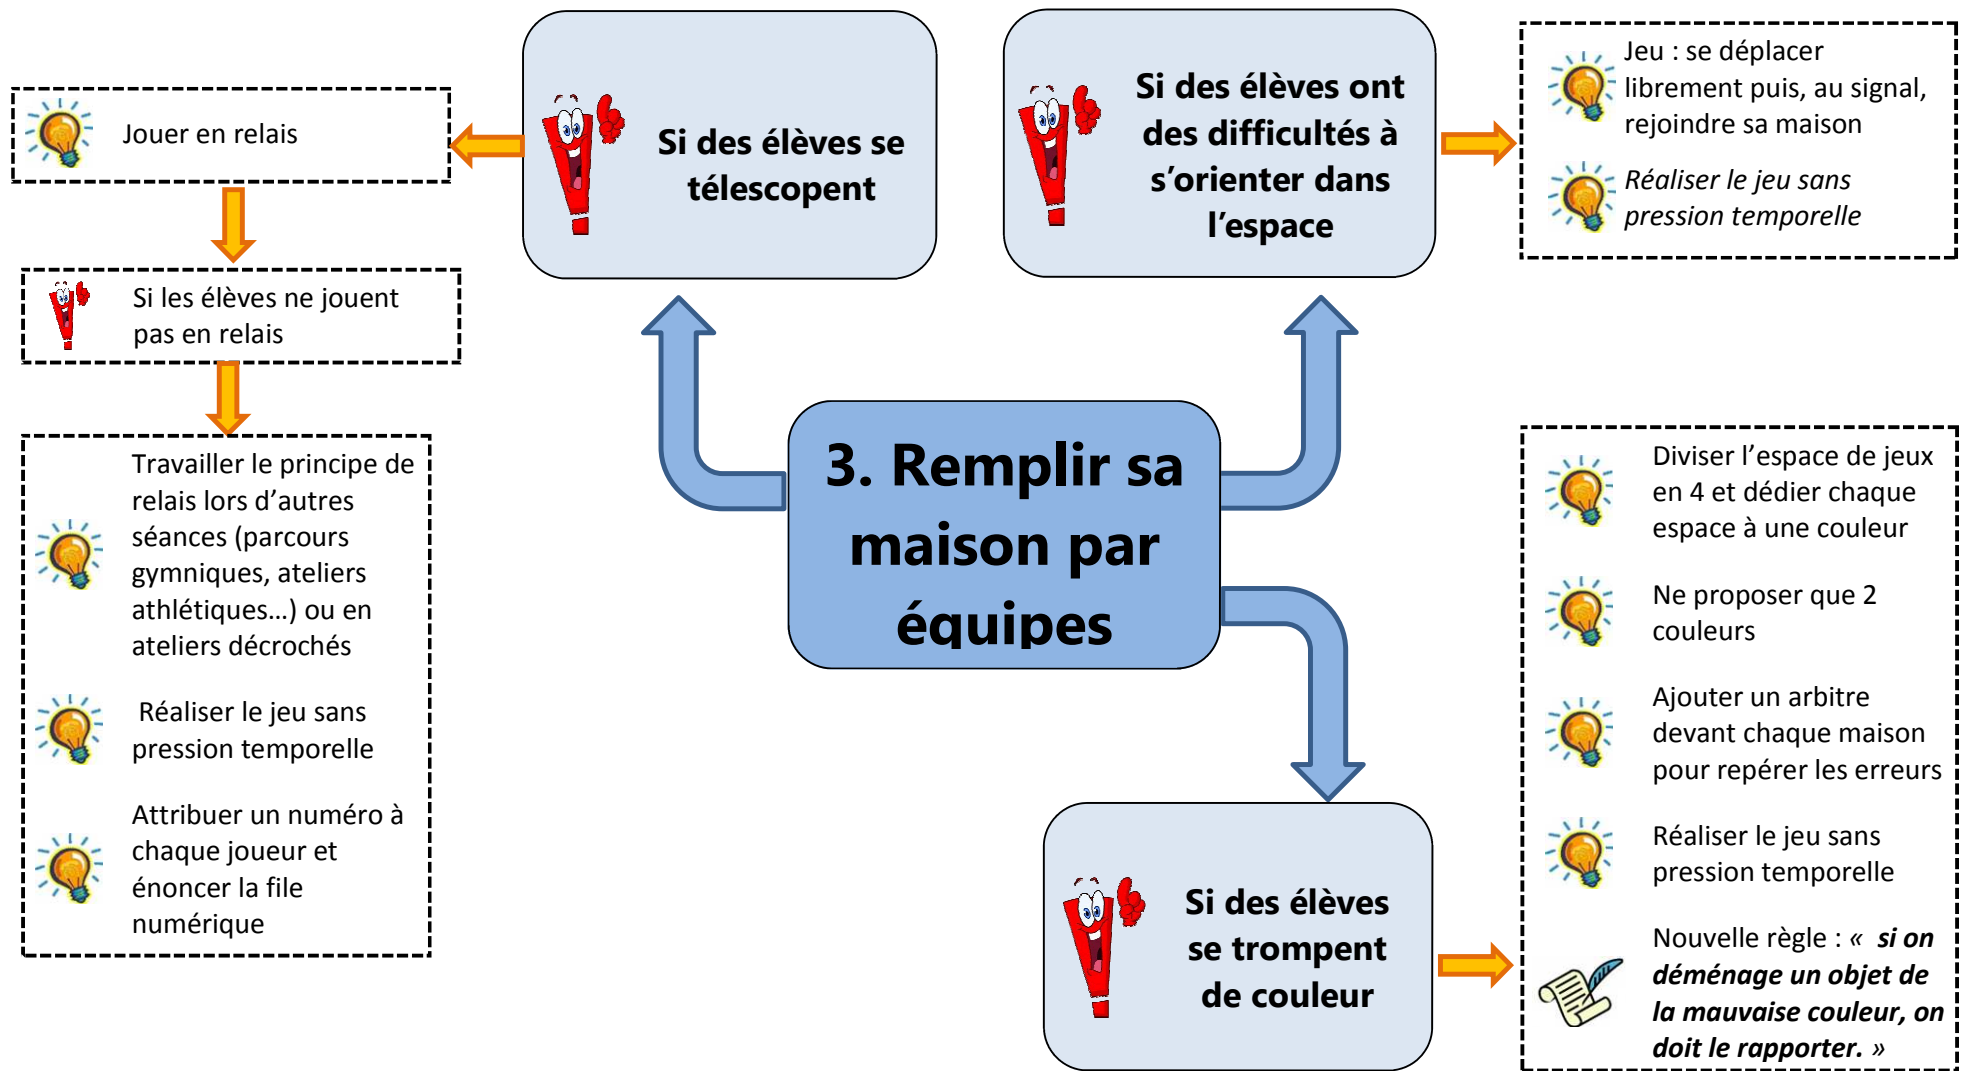 Jouer en relais
Si les élèves ne jouent
pas en relais
Travailler le principe de
relais lors d’autres
séances (parcours
gymniques, ateliers
athlétiques…) ou en
ateliers décrochés
Réaliser le jeu sans
pression temporelle
Attribuer un numéro à
chaque joueur et
énoncer la file
numérique
Si des élèves se
télescopent
Si des élèves ont
des difficultés à
s’orienter dans
l’espace
3. Remplir sa
maison par
équipes
Si des élèves
se trompent
de couleur
Jeu : se déplacer
librement puis, au signal,
rejoindre sa maison
Réaliser le jeu sans
pression temporelle
Diviser l’espace de jeux
en 4 et dédier chaque
espace à une couleur
Ne proposer que 2
couleurs
Ajouter un arbitre
devant chaque maison
pour repérer les erreurs
Réaliser le jeu sans
pression temporelle
Nouvelle règle : « si on
déménage un objet de
la mauvaise couleur, on
doit le rapporter. »